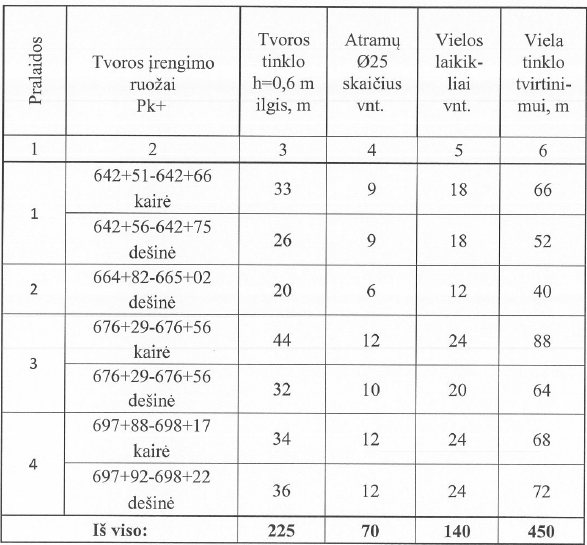 Pralaidos
Tvoros įrengimo
ruožai
Pk+
Tvoros
tinklo
h=0,6 m
ilgis, m
Atramų
Ø25
skaičius
vnt.
Vielos
laikik-
liai
vnt.
Viela
tinklo
tvirtini-
mui, m
1 2 3 4 5 6
1
642+51-642+66
kairė
33 9 18 66
642+56-642+75
dešinė
26 9 18 52
2
664+82-665+02
dešinė
20 6 12 40
3
676+29-676+56
kairė
44 12 24 88
676+29-676+56
dešinė
32 10 20 64
4
697+88-698+17
kairė
34 12 24 68
697+92-698+22
dešinė
36 12 24 72
Iš viso: 225 70 140 450